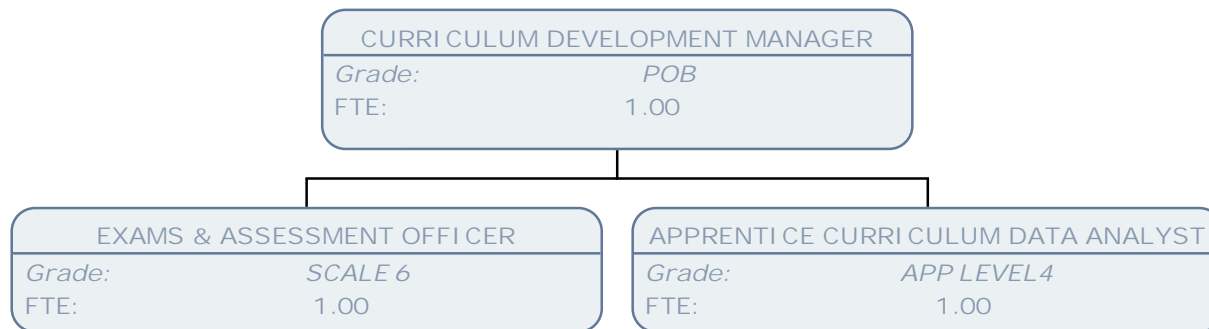 CURRICULUM DEVELOPMENT MANAGER
Grade: POB
FTE: 1.00
EXAMS & ASSESSMENT OFFICER
Grade: SCALE 6
FTE: 1.00
APPRENTICE CURRICULUM DATA ANALYST
Grade: APP LEVEL4
FTE: 1.00